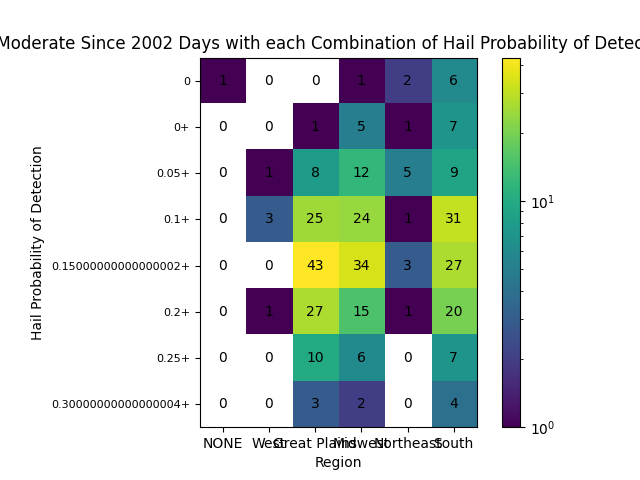 Moderate Since 2002 Days with each Combination of Hail Probability of Detec
0 1 0 0 1 2 6
0+ 0 0 1 5 1 7
0.05+ 0 1 8 12 5 9
0.1+ 0 3 25 24 1 31
0.15000000000000002+ 0 0 43 34 3 27
0.2+ 0 1 27 15 1 20
0.25+ 0 0 10 6 0 7
0.30000000000000004+ 0 0 3 2 0 4
NONE West Great Plains Midwest Northeast South
Region
Hail Probability of Detection
10^1
10^0